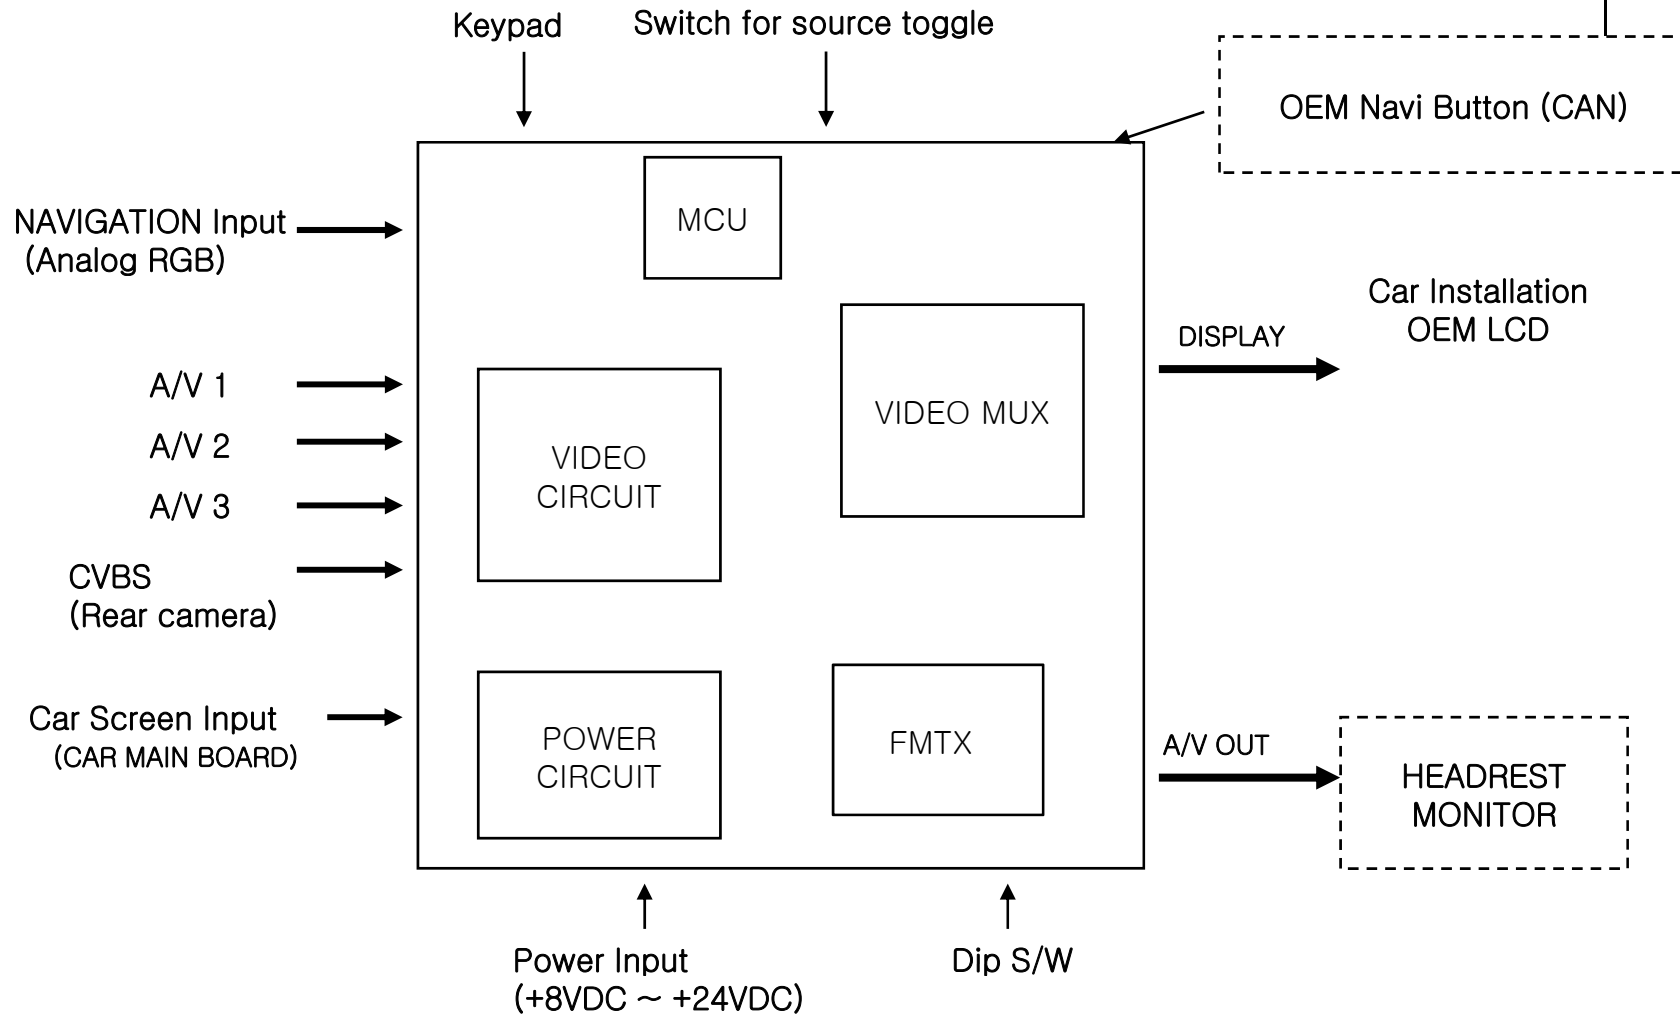 Keypad
Switch for source toggle
OEM Navi Button (CAN)
NAVIGATION Input
(Analog RGB)
MCU
Car Installation
OEM LCD
DISPLAY
A/V 1
A/V 2
A/V 3
VIDEO MUX
VIDEO
CIRCUIT
CVBS
(Rear camera)
Car Screen Input
(CAR MAIN BOARD)
POWER
CIRCUIT
FMTX
A/V OUT
HEADREST
MONITOR
Power Input
(+8VDC ~ +24VDC)
Dip S/W